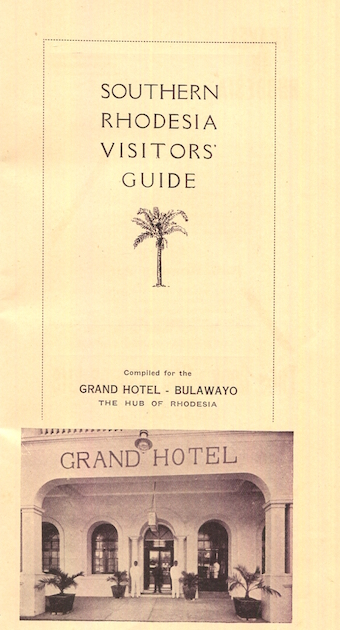 SOUTHERN
RHODESIA
VISITORS'
GUIDE
Compiled for the
GRAND HOTEL - BULAWAYO
THE HUB OF RHODESIA
GRAND HOTEL